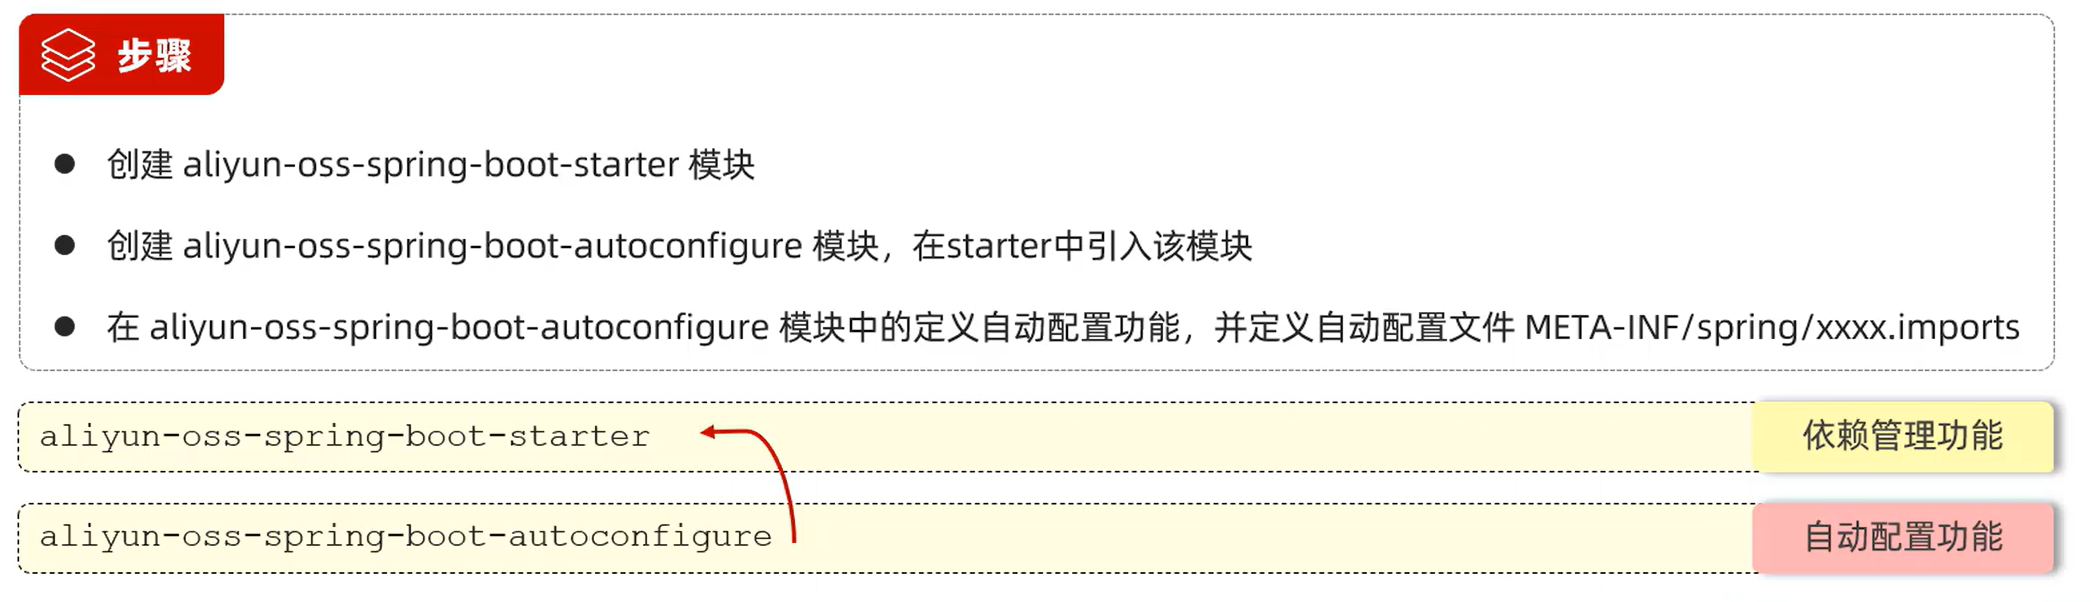 步骤
● 创建 aliyun-oss-spring-boot-starter 模块
● 创建 aliyun-oss-spring-boot-autoconfigure 模块，在starter中引入该模块
● 在 aliyun-oss-spring-boot-autoconfigure 模块中的定义自动配置功能，并定义自动配置文件 META-INF/spring/xxxx.imports
aliyun-oss-spring-boot-starter 依赖管理功能
aliyun-oss-spring-boot-autoconfigure 自动配置功能